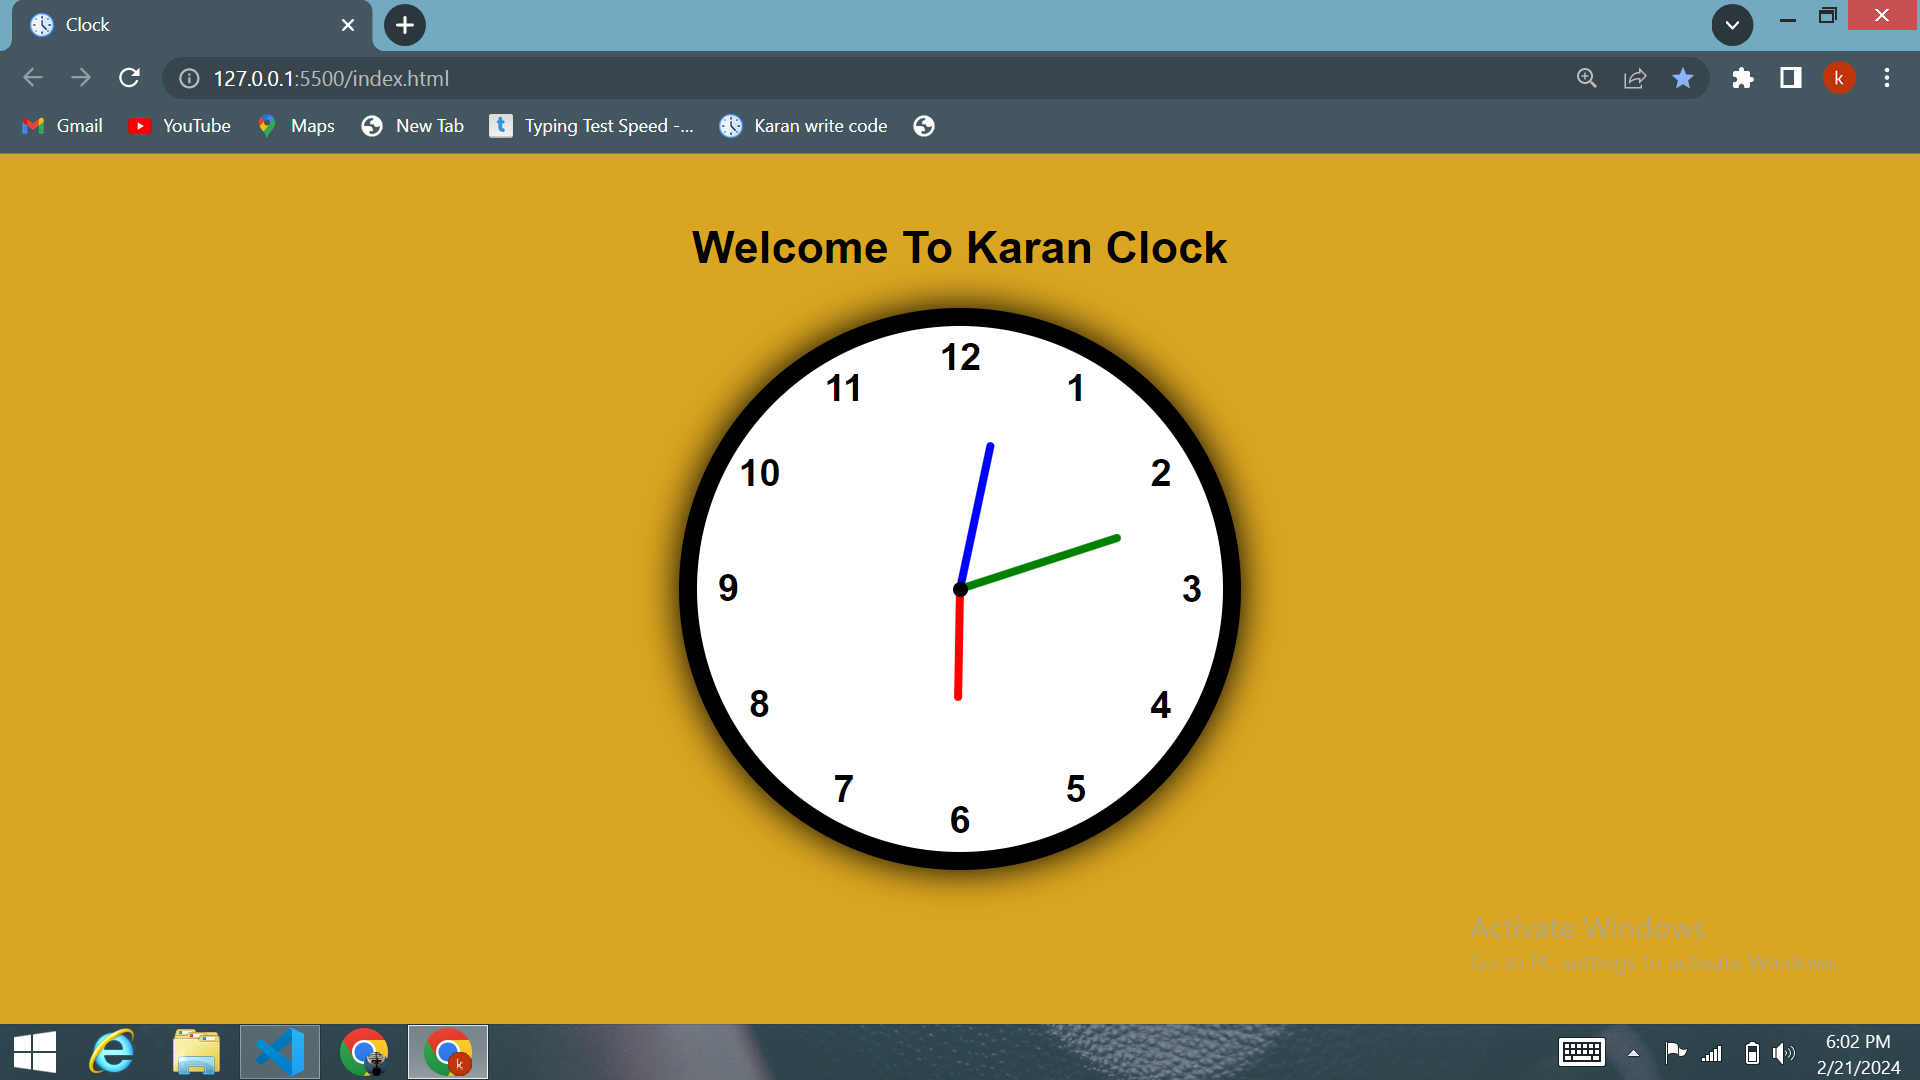 Clock
127.0.0.1:5500/index.html
k
Gmail YouTube Maps New Tab t Typing Test Speed -... Karan write code
Welcome To Karan Clock
12
11 1
10 2
9 3
8 4
7 5
6
Activate Windows
Go to PC settings to activate Windows.
k
6:02 PM
2/21/2024